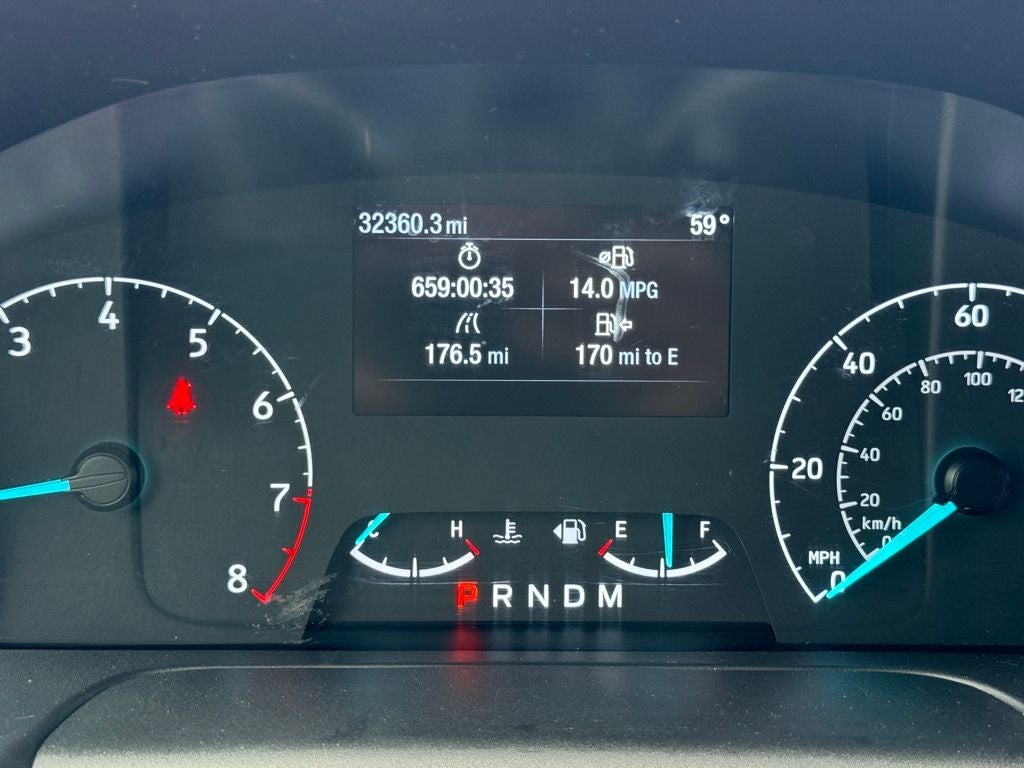 32360.3 mi 59°
659:00:35 14.0 MPG
176.5 mi 170 mi to E
3 4 5 6 7 8
C H E F
P R N D M
0 20 40 60
MPH
0 20 40 60 80 100 12
km/h